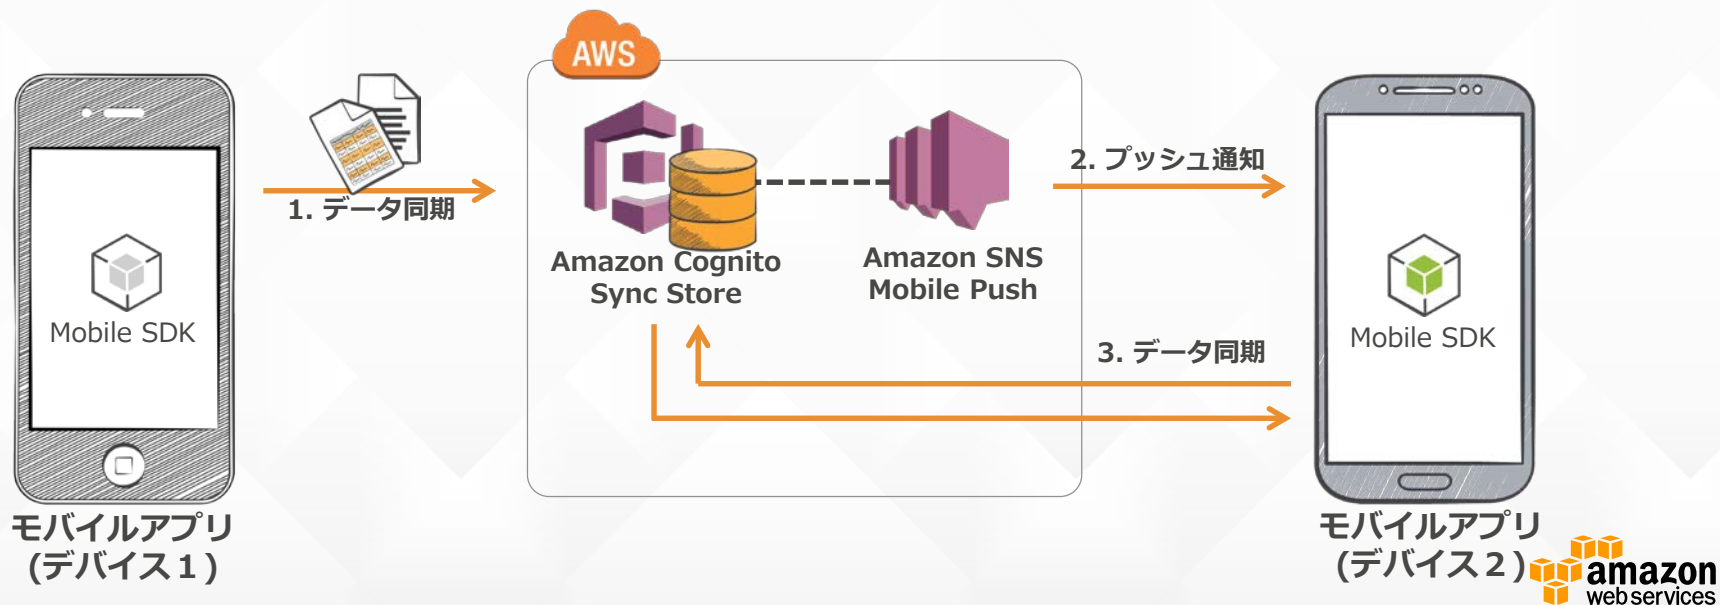 AWS
1. データ同期
Amazon Cognito
Sync Store
Amazon SNS
Mobile Push
2. プッシュ通知
3. データ同期
Mobile SDK
Mobile SDK
モバイルアプリ
(デバイス１)
モバイルアプリ
(デバイス２)
amazon
web services